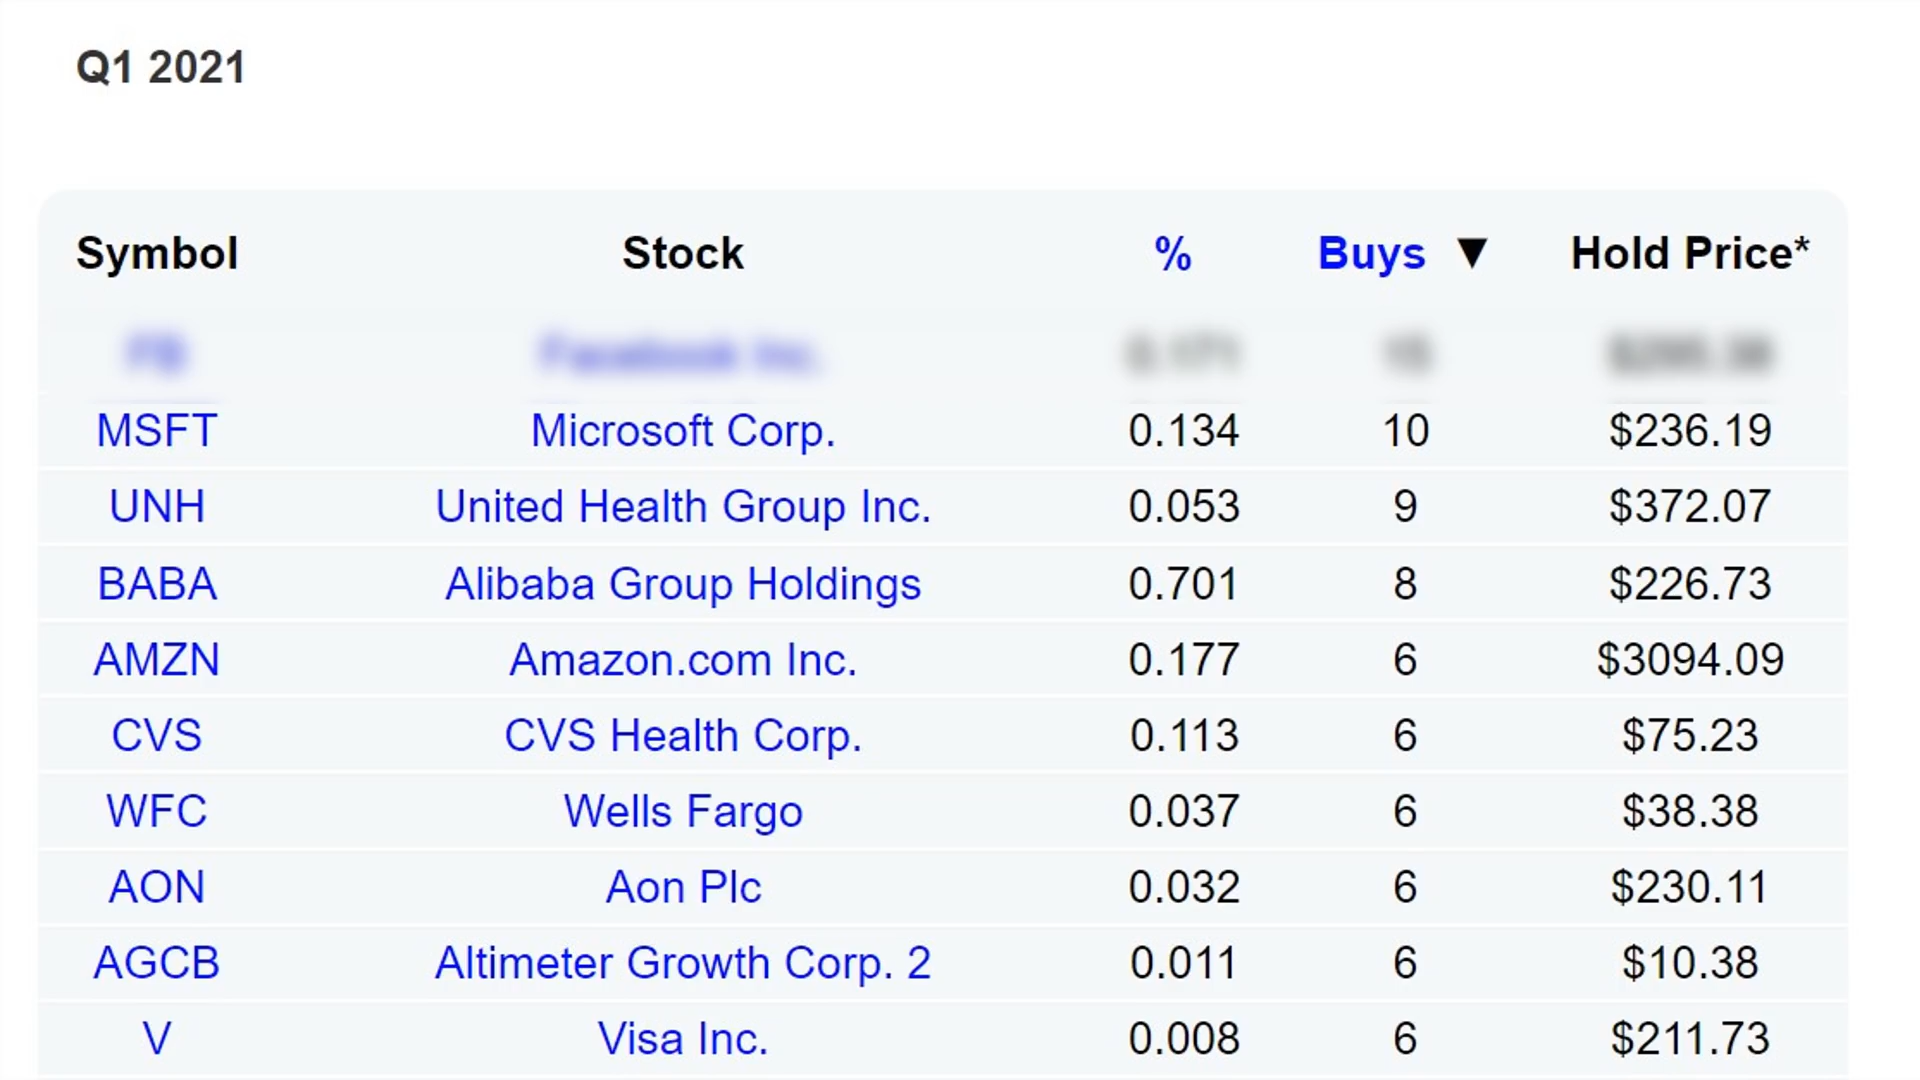 Q1 2021
Symbol Stock % Buys ▼ Hold Price*
FB Facebook Inc.
MSFT Microsoft Corp. 0.134 10 $236.19
UNH United Health Group Inc. 0.053 9 $372.07
BABA Alibaba Group Holdings 0.701 8 $226.73
AMZN Amazon.com Inc. 0.177 6 $3094.09
CVS CVS Health Corp. 0.113 6 $75.23
WFC Wells Fargo 0.037 6 $38.38
AON Aon Plc 0.032 6 $230.11
AGCB Altimeter Growth Corp. 2 0.011 6 $10.38
V Visa Inc. 0.008 6 $211.73